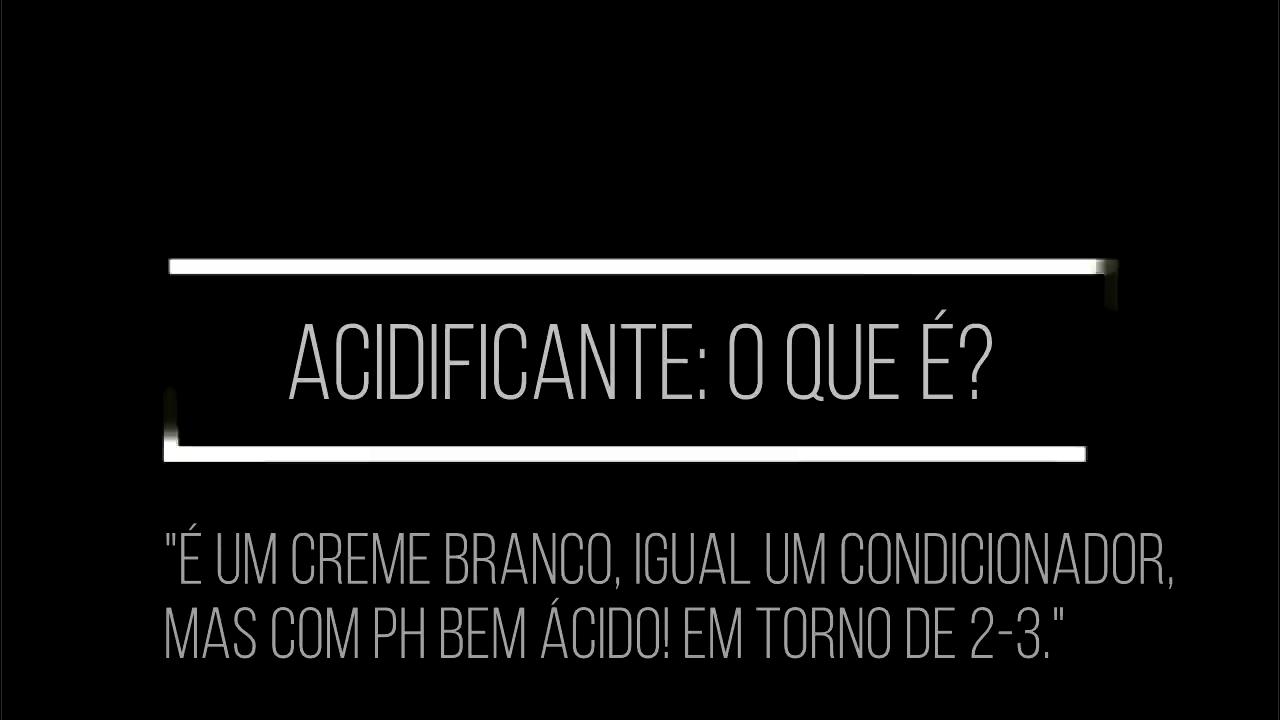 ACIDIFICANTE: O QUE É?
"É UM CREME BRANCO, IGUAL UM CONDICIONADOR,
MAS COM PH BEM ÁCIDO! EM TORNO DE 2-3."